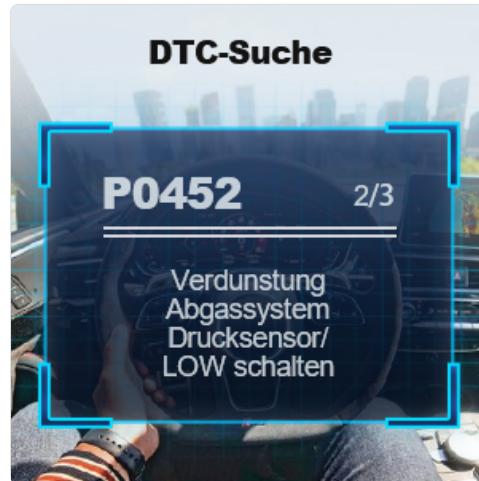 DTC-Suche
P0452 2/3
Verdunstung
Abgassystem
Drucksensor/
LOW schalten